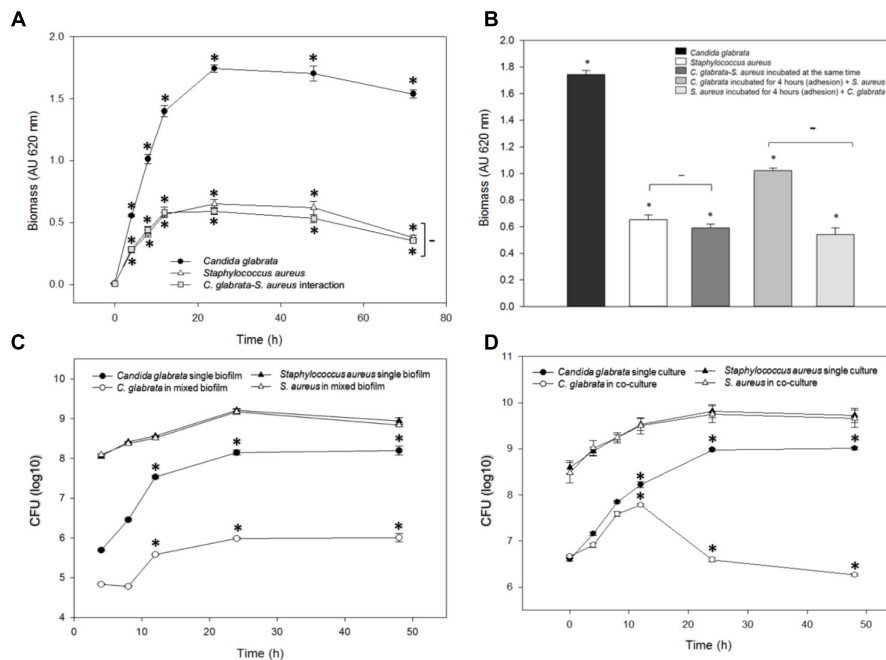 A
Biomass (AU 620 nm)
2.0
1.5
1.0
0.5
0.0
* * * * * *
* * * * * *
* * * * * *
-
Candida glabrata
Staphylococcus aureus
C. glabrata-S. aureus interaction
0 20 40 60 80
Time (h)
B
Biomass (AU 620 nm)
2.0
1.8
1.6
1.4
1.2
1.0
0.8
0.6
0.4
0.2
0.0
Candida glabrata
Staphylococcus aureus
C. glabrata-S. aureus incubated at the same time
C. glabrata incubated for 4 hours (adhesion) + S. aureus
S. aureus incubated for 4 hours (adhesion) + C. glabrata
* * * * *
- -
C
Candida glabrata single biofilm
Staphylococcus aureus single biofilm
C. glabrata in mixed biofilm
S. aureus in mixed biofilm
CFU (log10)
10
9
8
7
6
5
4
* * *
* * *
0 10 20 30 40 50
Time (h)
D
Candida glabrata single culture
Staphylococcus aureus single culture
C. glabrata in co-culture
S. aureus in co-culture
CFU (log10)
11
10
9
8
7
6
* * *
* * *
0 10 20 30 40 50
Time (h)